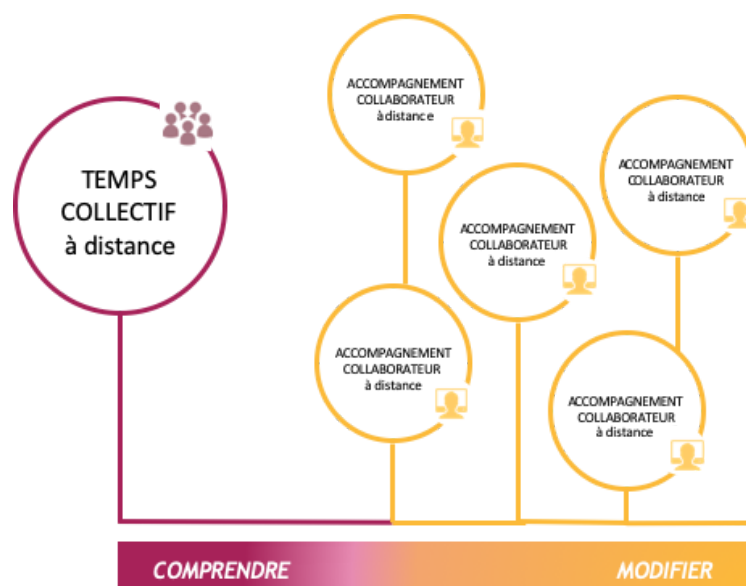 TEMPS
COLLECTIF
à distance
ACCOMPAGNEMENT
COLLABORATEUR
à distance
ACCOMPAGNEMENT
COLLABORATEUR
à distance
ACCOMPAGNEMENT
COLLABORATEUR
à distance
ACCOMPAGNEMENT
COLLABORATEUR
à distance
ACCOMPAGNEMENT
COLLABORATEUR
à distance
COMPRENDRE
MODIFIER